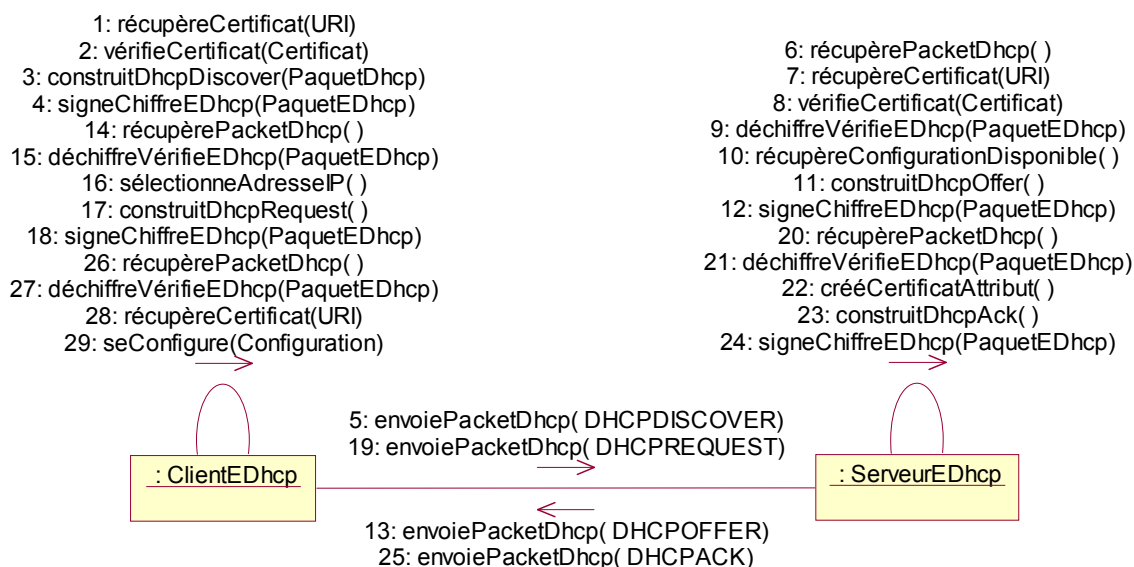 1: récupèreCertificat(URI)
2: vérifieCertificat(Certificat)
3: construitDhcpDiscover(PaquetDhcp)
4: signeChiffreEDhcp(PaquetEDhcp)
14: récupèrePacketDhcp( )
15: déchiffreVérifieEDhcp(PaquetEDhcp)
16: sélectionneAdresseIP( )
17: construitDhcpRequest( )
18: signeChiffreEDhcp(PaquetEDhcp)
26: récupèrePacketDhcp( )
27: déchiffreVérifieEDhcp(PaquetEDhcp)
28: récupèreCertificat(URI)
29: seConfigure(Configuration)
6: récupèrePacketDhcp( )
7: récupèreCertificat(URI)
8: vérifieCertificat(Certificat)
9: déchiffreVérifieEDhcp(PaquetEDhcp)
10: récupèreConfigurationDisponible( )
11: construitDhcpOffer( )
12: signeChiffreEDhcp(PaquetEDhcp)
20: récupèrePacketDhcp( )
21: déchiffreVérifieEDhcp(PaquetEDhcp)
22: créeéCertificatAttribut( )
23: construitDhcpAck( )
24: signeChiffreEDhcp(PaquetEDhcp)
5: envoiePacketDhcp( DHCPDISCOVER)
19: envoiePacketDhcp( DHCPREQUEST)
: ClientEDhcp
: ServeurEDhcp
13: envoiePacketDhcp( DHCPOFFER)
25: envoiePacketDhcp( DHCPACK)